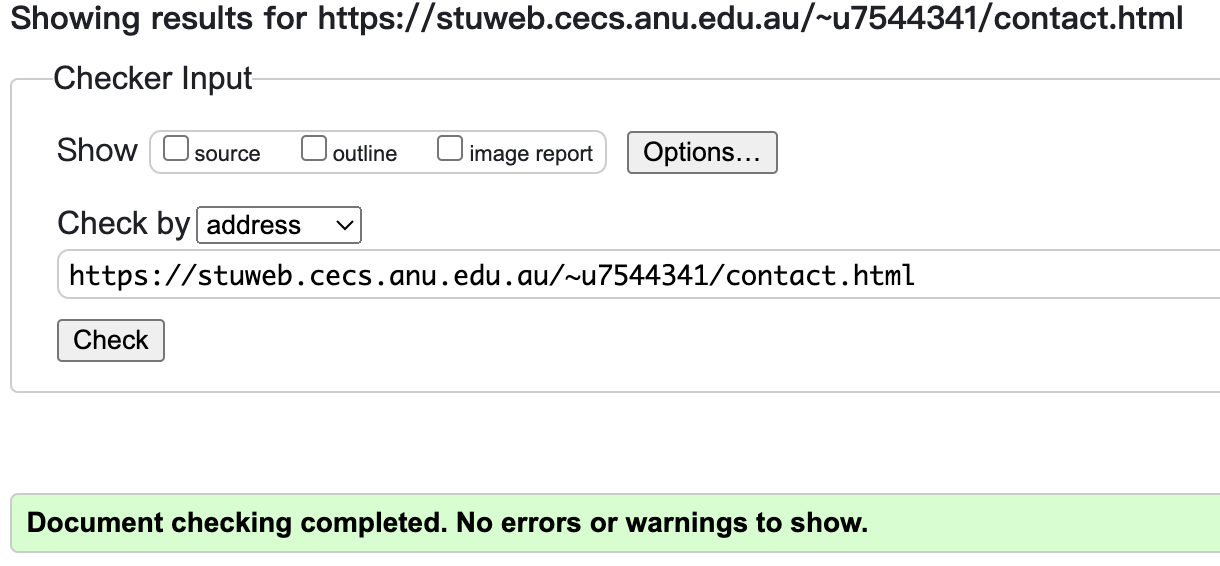 Showing results for https://stuweb.cecs.anu.edu.au/~u7544341/contact.html
Checker Input
Show source outline image report Options...
Check by address
https://stuweb.cecs.anu.edu.au/~u7544341/contact.html
Check
Document checking completed. No errors or warnings to show.